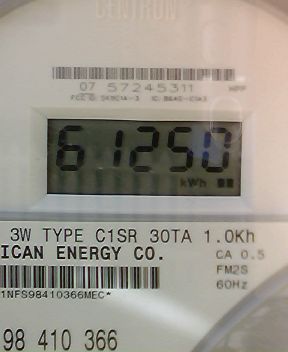 CENTRON
07 57245311
61250
kWh
3W TYPE C1SR 30TA 1.0Kh
ICAN ENERGY CO.
CA 0.5
FM2S
60Hz
1NFS98410366MEC*
98 410 366